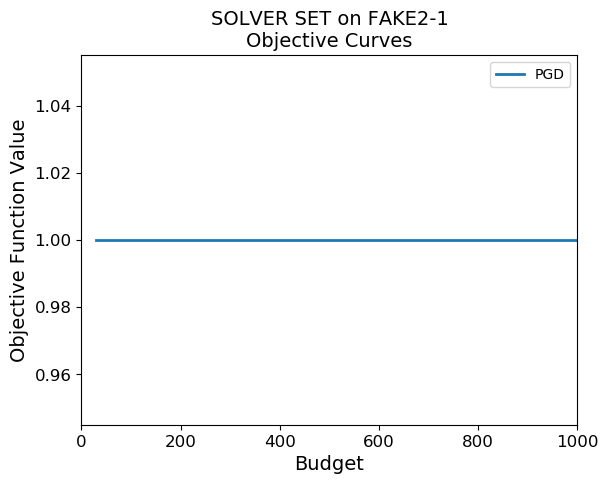 SOLVER SET on FAKE2-1
Objective Curves
PGD
Objective Function Value
1.04
1.02
1.00
0.98
0.96
0 200 400 600 800 1000
Budget